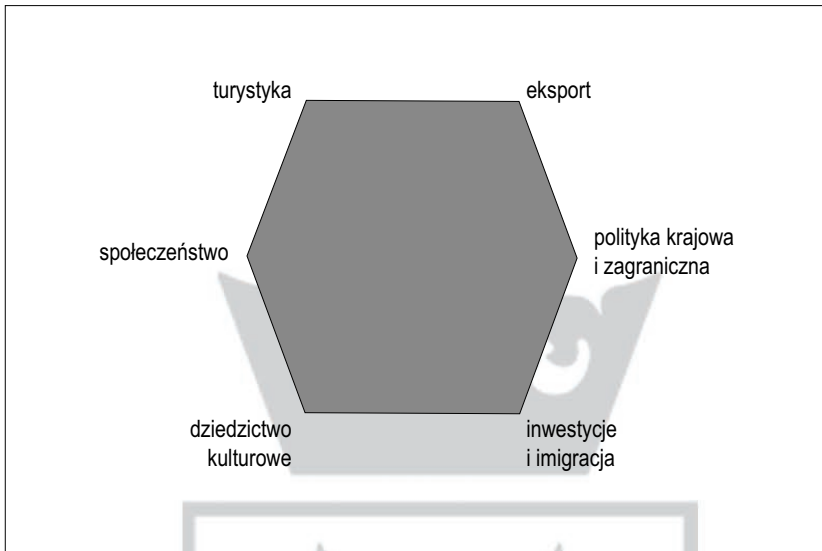 turystyka
eksport
społeczeństwo
polityka krajowa
i zagraniczna
dziedzictwo
kulturowe
inwestycje
i imigracja